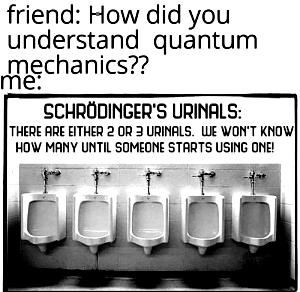 friend: How did you
understand quantum
mechanics??
me:
SCHRÖDINGER'S URINALS:
THERE ARE EITHER 2 OR 3 URINALS. WE WON'T KNOW
HOW MANY UNTIL SOMEONE STARTS USING ONE!